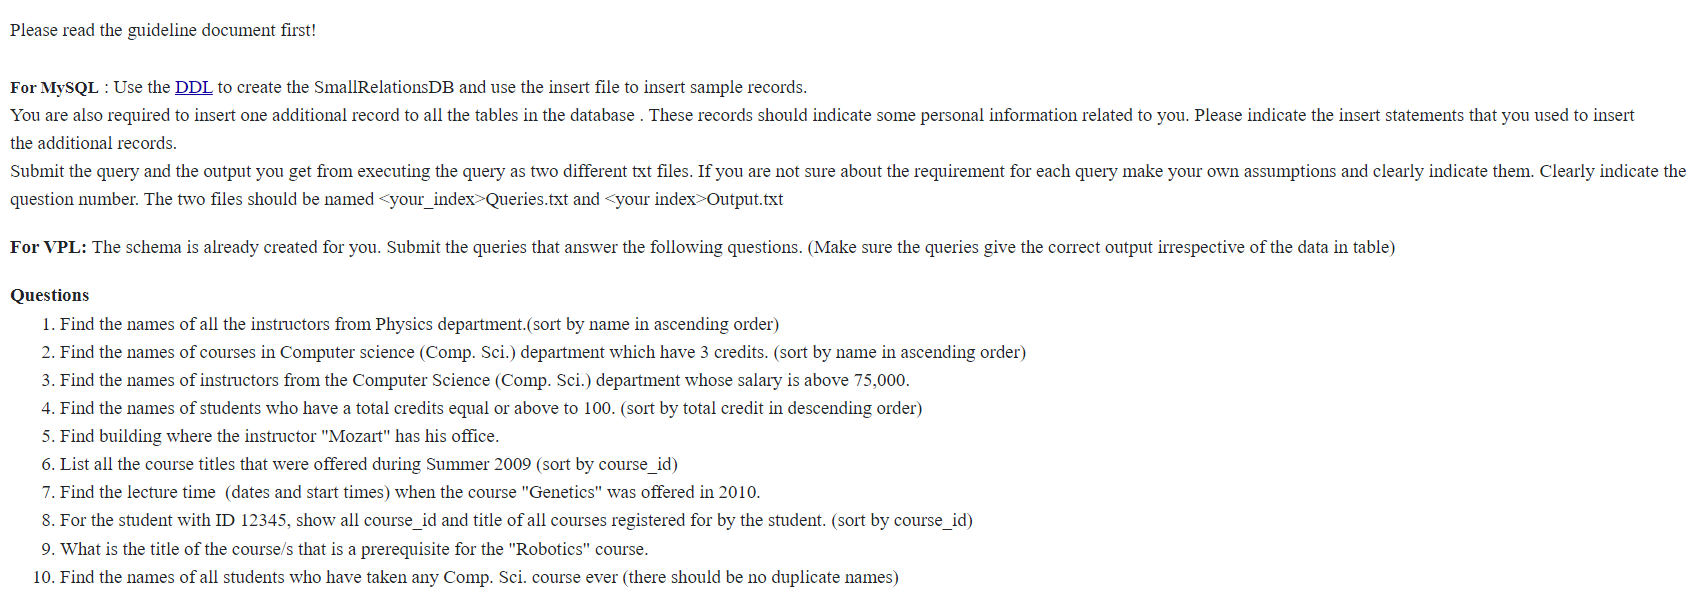 Please read the guideline document first!
For MySQL : Use the DDL to create the SmallRelationsDB and use the insert file to insert sample records.
You are also required to insert one additional record to all the tables in the database . These records should indicate some personal information related to you. Please indicate the insert statements that you used to insert
the additional records.
Submit the query and the output you get from executing the query as two different txt files. If you are not sure about the requirement for each query make your own assumptions and clearly indicate them. Clearly indicate the
question number. The two files should be named <your_index>Queries.txt and <your index>Output.txt
For VPL: The schema is already created for you. Submit the queries that answer the following questions. (Make sure the queries give the correct output irrespective of the data in table)
Questions
1. Find the names of all the instructors from Physics department.(sort by name in ascending order)
2. Find the names of courses in Computer science (Comp. Sci.) department which have 3 credits. (sort by name in ascending order)
3. Find the names of instructors from the Computer Science (Comp. Sci.) department whose salary is above 75,000.
4. Find the names of students who have a total credits equal or above to 100. (sort by total credit in descending order)
5. Find building where the instructor "Mozart" has his office.
6. List all the course titles that were offered during Summer 2009 (sort by course_id)
7. Find the lecture time  (dates and start times) when the course "Genetics" was offered in 2010.
8. For the student with ID 12345, show all course_id and title of all courses registered for by the student. (sort by course_id)
9. What is the title of the course/s that is a prerequisite for the "Robotics" course.
10. Find the names of all students who have taken any Comp. Sci. course ever (there should be no duplicate names)